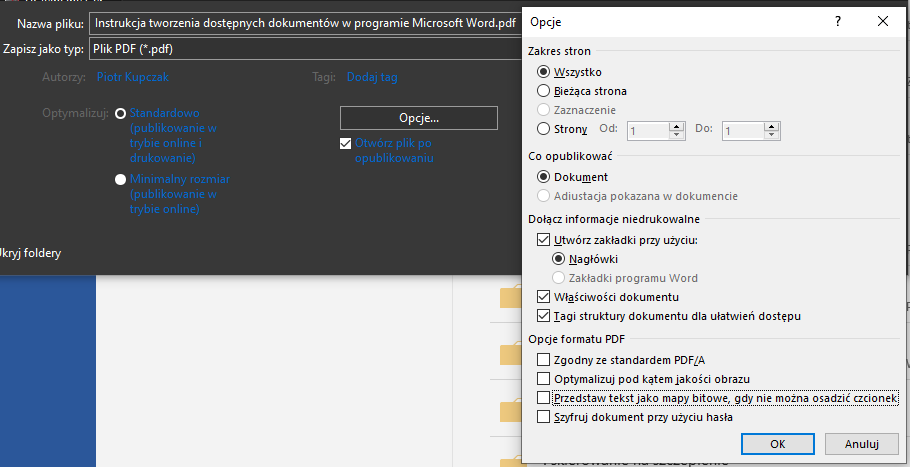 Nazwa pliku: Instrukcja tworzenia dostępnych dokumentów w programie Microsoft Word.pdf
Zapisz jako typ: Plik PDF (*.pdf)
Autorzy: Piotr Kupczak
Tagi: Dodaj tag
Optymalizuj: Standardowo
(publikowanie w
trybie online i
drukowanie)
Minimalny rozmiar
(publikowanie w
trybie online)
Opcje...
Otwórz plik po
opublikowaniu
kryj foldery
Opcje ? ×
Zakres stron
Wszystko
Bieżąca strona
Zaznaczenie
Strony Od: 1 Do: 1
Co opublikować
Dokument
Adiustacja pokazana w dokumencie
Dołącz informacje niedrukowalne
Utwórz zakładki przy użyciu:
Nagłówki
Zakładki programu Word
Właściwości dokumentu
Tagi struktury dokumentu dla ułatwień dostępu
Opcje formatu PDF
Zgodny ze standardem PDF/A
Optymalizuj pod kątem jakości obrazu
Przedstaw tekst jako mapy bitowe, gdy nie można osadzić czcionek
Szyfruj dokument przy użyciu hasła
OK Anuluj